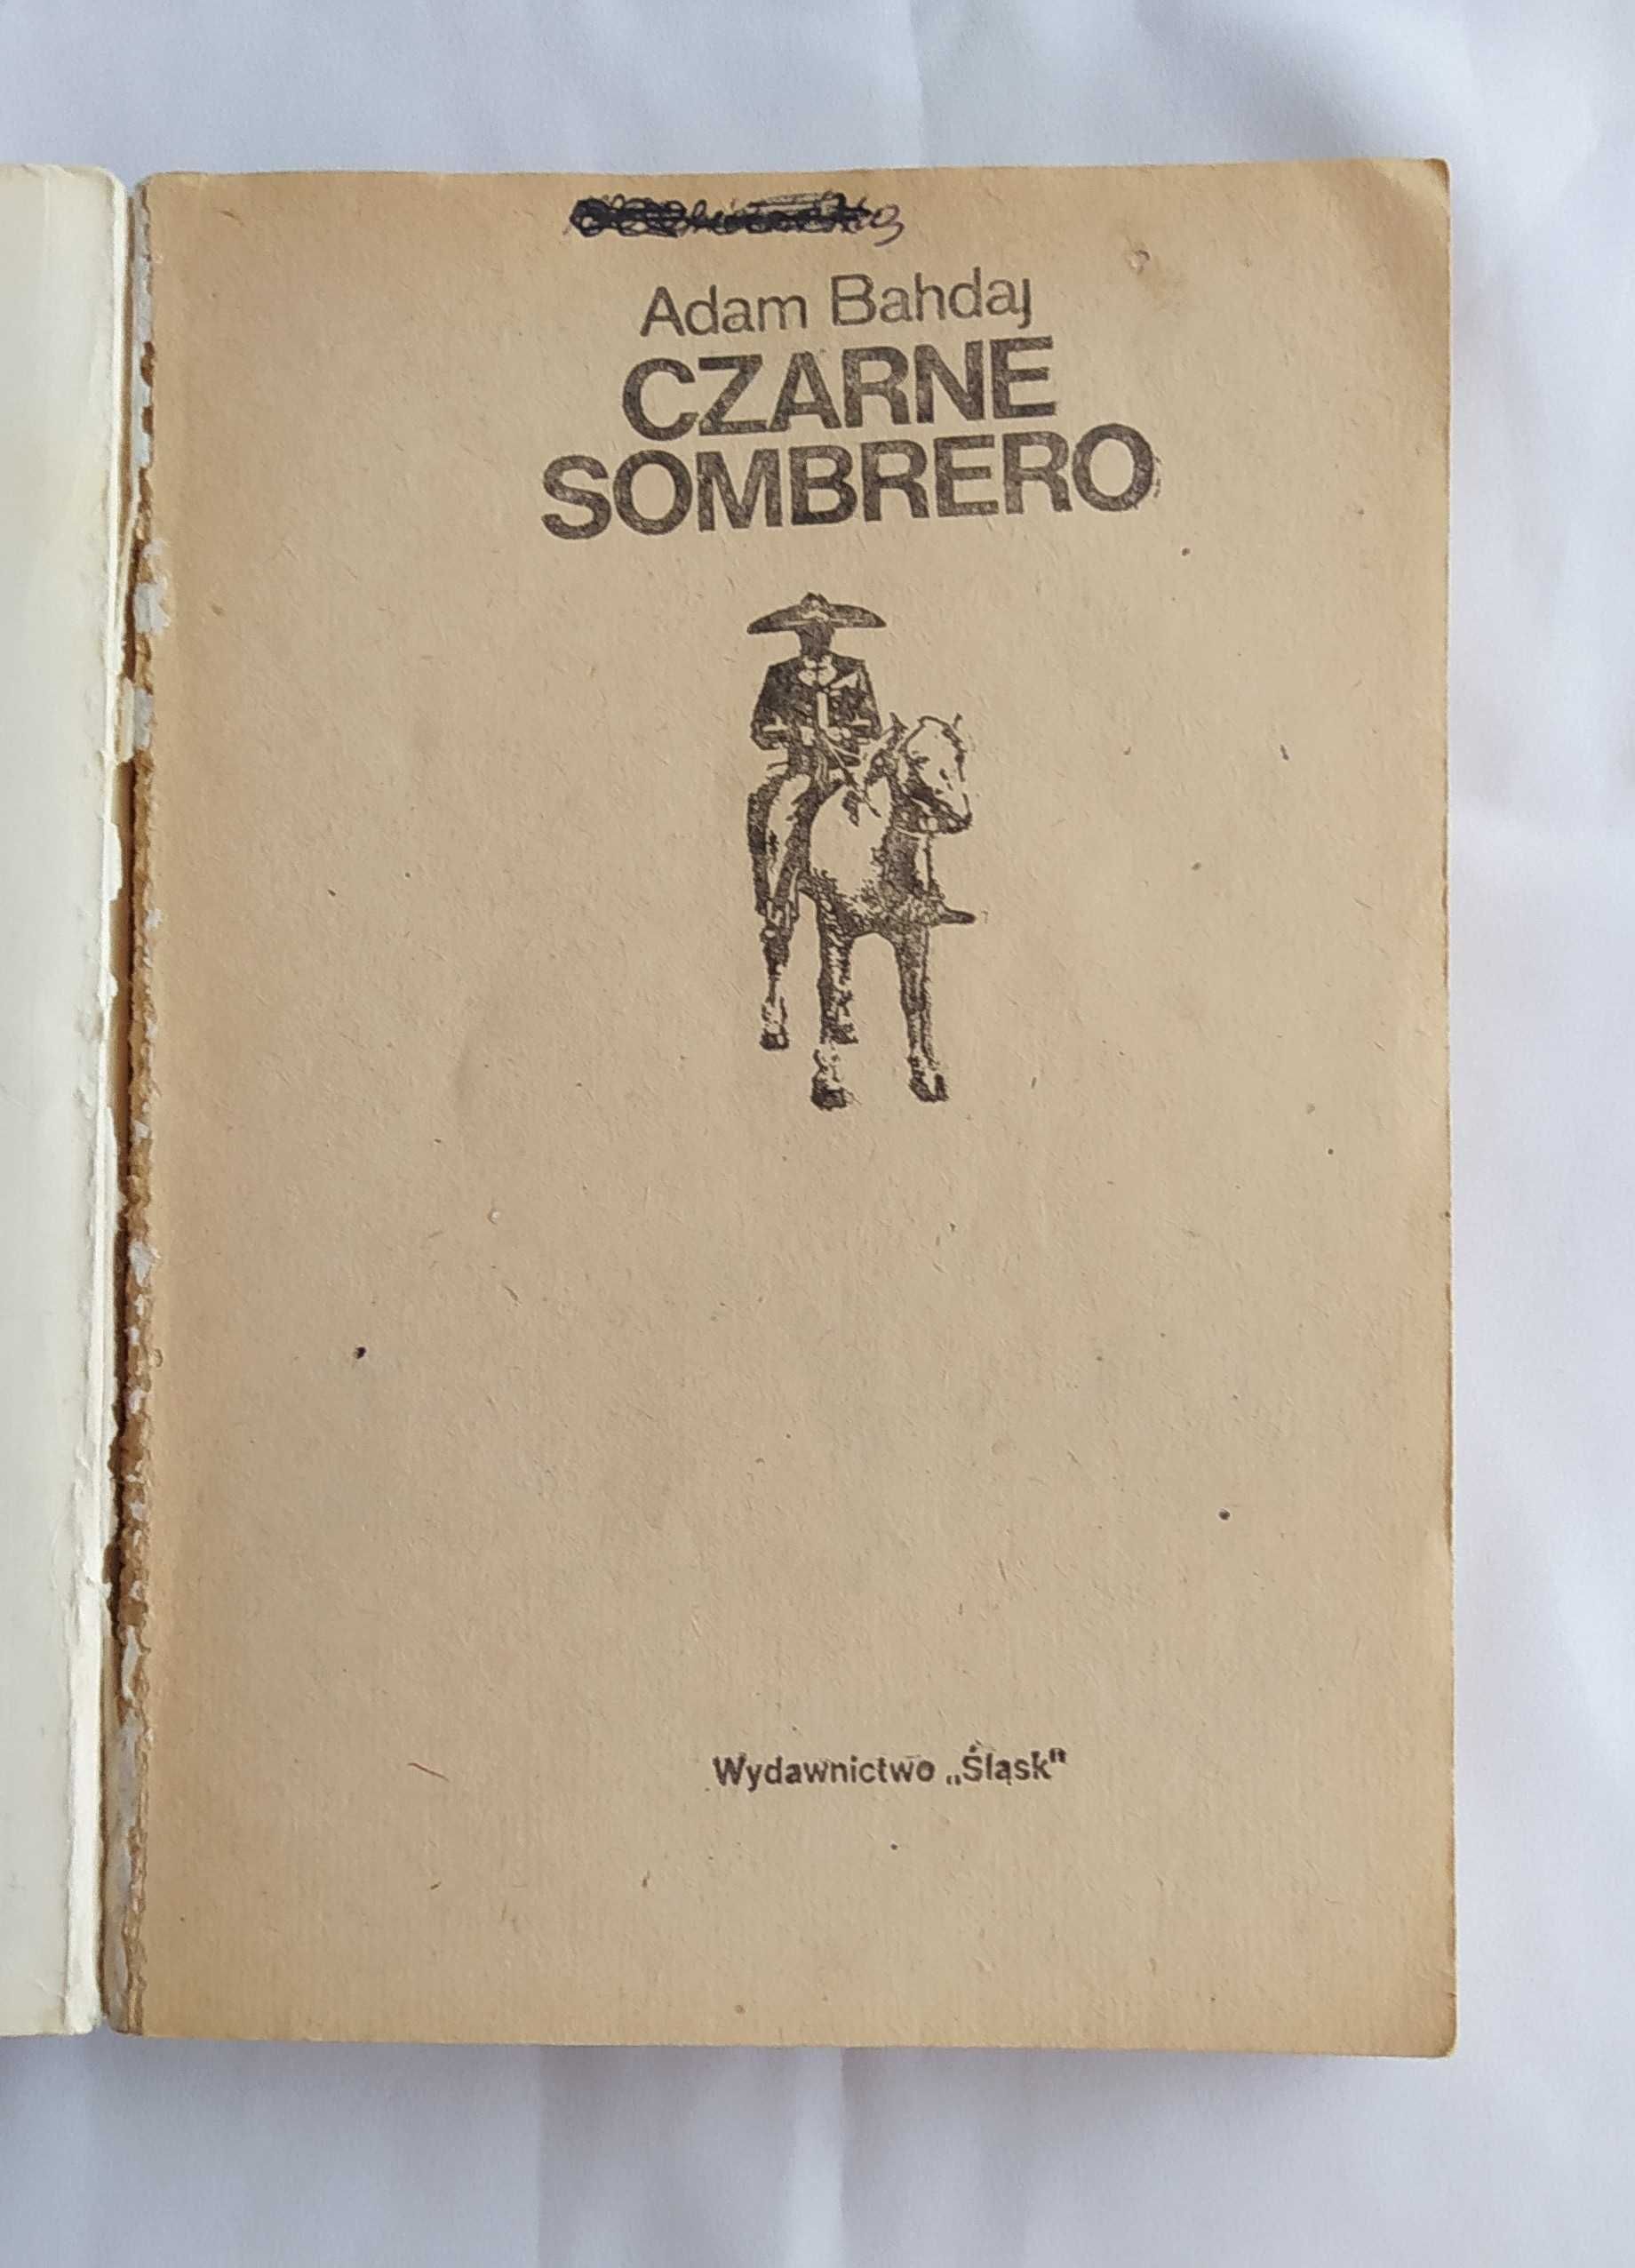 Adam Bahdaj
CZARNE
SOMBRERO
Wydawnictwo „Śląsk"